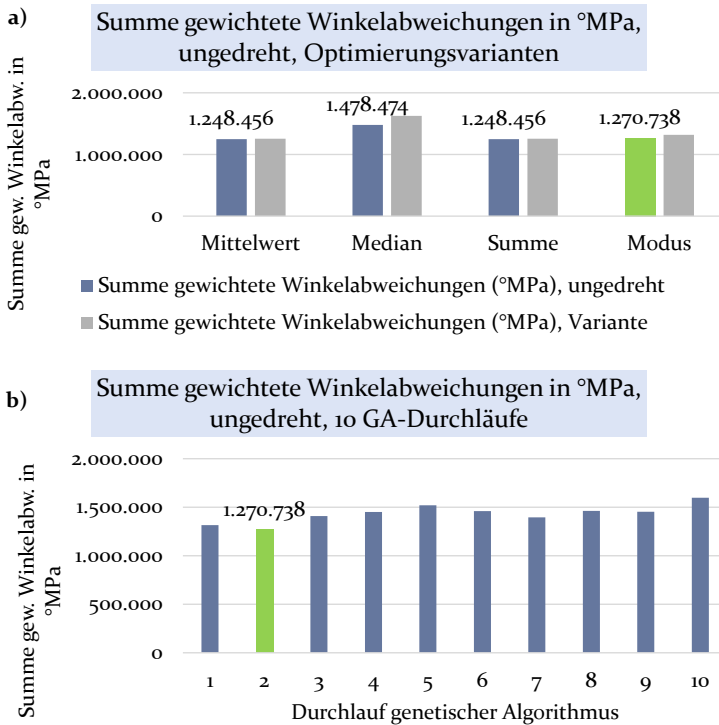 a)
Summe gewichtete Winkelabweichungen in °MPa,
ungedreht, Optimierungsvarianten
Summe gew. Winkelabw. in
°MPa
2.000.000
1.000.000
0
1.248.456
1.478.474
1.248.456
1.270.738
Mittelwert
Median
Summe
Modus
Summe gewichtete Winkelabweichungen (°MPa), ungedreht
Summe gewichtete Winkelabweichungen (°MPa), Variante
b)
Summe gewichtete Winkelabweichungen in °MPa,
ungedreht, 10 GA-Durchläufe
Summe gew. Winkelabw. in
°MPa
2.000.000
1.500.000
1.000.000
500.000
0
1.270.738
1 2 3 4 5 6 7 8 9 10
Durchlauf genetischer Algorithmus